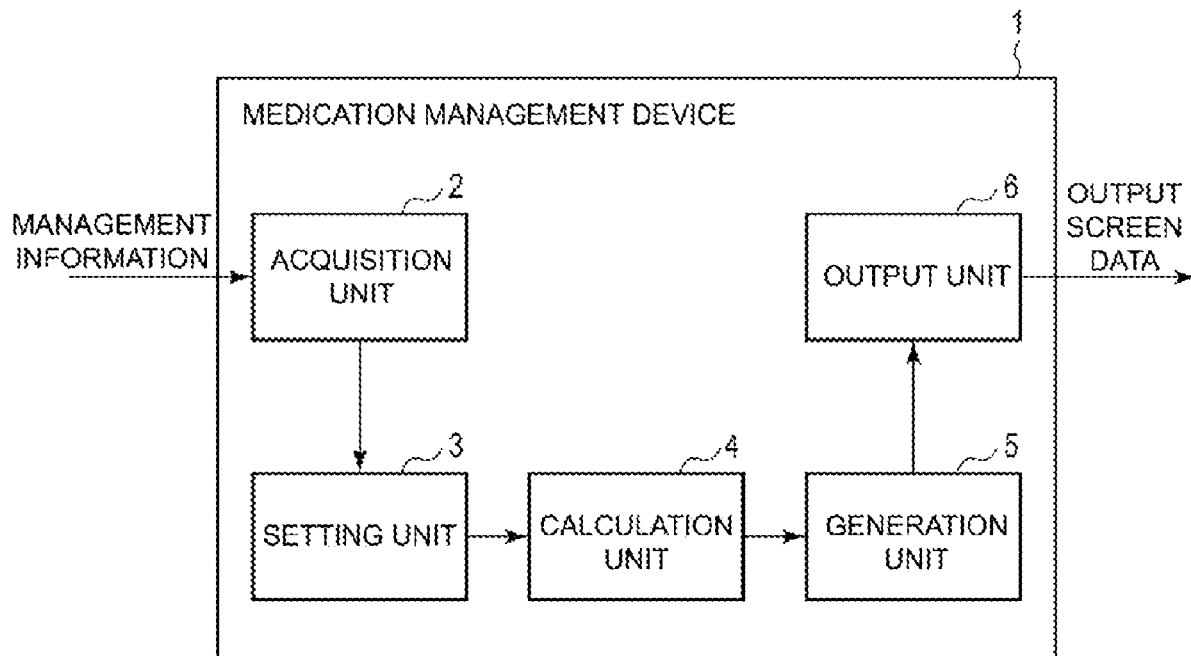 1
MEDICATION MANAGEMENT DEVICE
MANAGEMENT
INFORMATION
2
ACQUISITION
UNIT
6
OUTPUT UNIT
OUTPUT
SCREEN
DATA
3
SETTING UNIT
4
CALCULATION
UNIT
5
GENERATION
UNIT